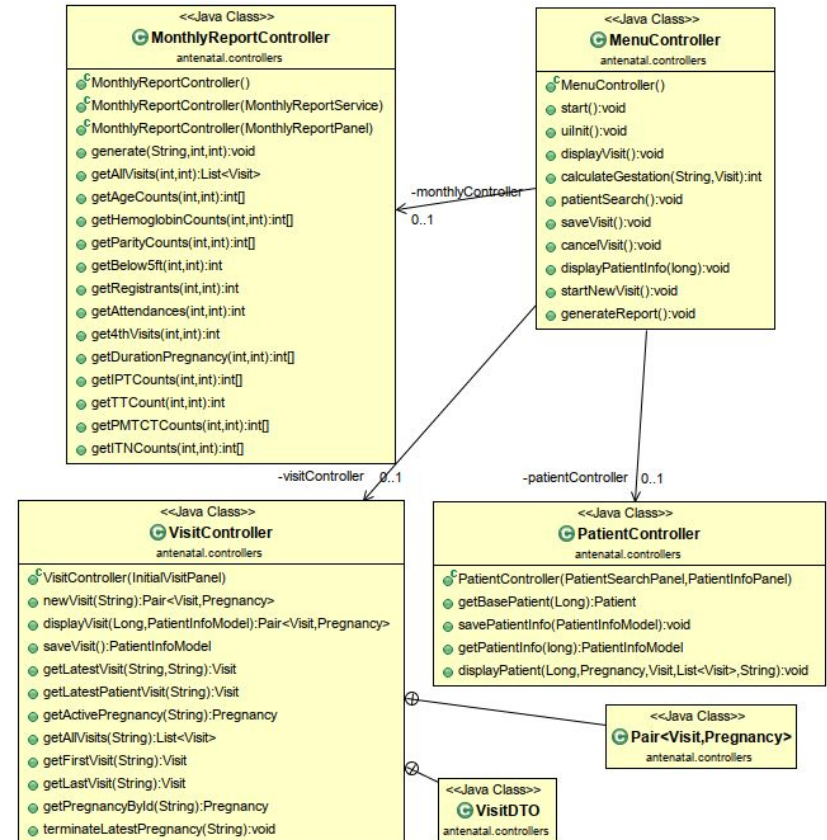 <<Java Class>>
MonthlyReportController
antenatal.controllers
MonthlyReportController()
MonthlyReportController(MonthlyReportService)
MonthlyReportController(MonthlyReportPanel)
generate(String,int,int):void
getAllVisits(int,int):List<Visit>
getAgeCounts(int,int):int[]
getHemoglobinCounts(int,int):int[]
getParityCounts(int,int):int[]
getBelow5ft(int,int):int
getRegistrants(int,int):int
getAttendances(int,int):int
get4thVisits(int,int):int
getDurationPregnancy(int,int):int[]
getIPTCounts(int,int):int[]
getTTCount(int,int):int
getPMTCTCounts(int,int):int[]
getITNCounts(int,int):int[]
<<Java Class>>
MenuController
antenatal.controllers
MenuController()
start():void
uiInit():void
displayVisit():void
calculateGestation(String,Visit):int
patientSearch():void
saveVisit():void
cancelVisit():void
displayPatientInfo(long):void
startNewVisit():void
generateReport():void
-monthlyController
0..1
-visitController
0..1
-patientController
0..1
<<Java Class>>
VisitController
antenatal.controllers
VisitController(InitialVisitPanel)
newVisit(String):Pair<Visit,Pregnancy>
displayVisit(Long,PatientInfoModel):Pair<Visit,Pregnancy>
saveVisit():PatientInfoModel
getLatestVisit(String,String):Visit
getLatestPatientVisit(String):Visit
getActivePregnancy(String):Pregnancy
getAllVisits(String):List<Visit>
getFirstVisit(String):Visit
getLastVisit(String):Visit
getPregnancyById(String):Pregnancy
terminateLatestPregnancy(String):void
<<Java Class>>
PatientController
antenatal.controllers
PatientController(PatientSearchPanel,PatientInfoPanel)
getBasePatient(Long):Patient
savePatientInfo(PatientInfoModel):void
getPatientInfo(long):PatientInfoModel
displayPatient(Long,Pregnancy,Visit,List<Visit>,String):void
<<Java Class>>
Pair<Visit,Pregnancy>
antenatal.controllers
<<Java Class>>
VisitDTO
antenatal.controllers